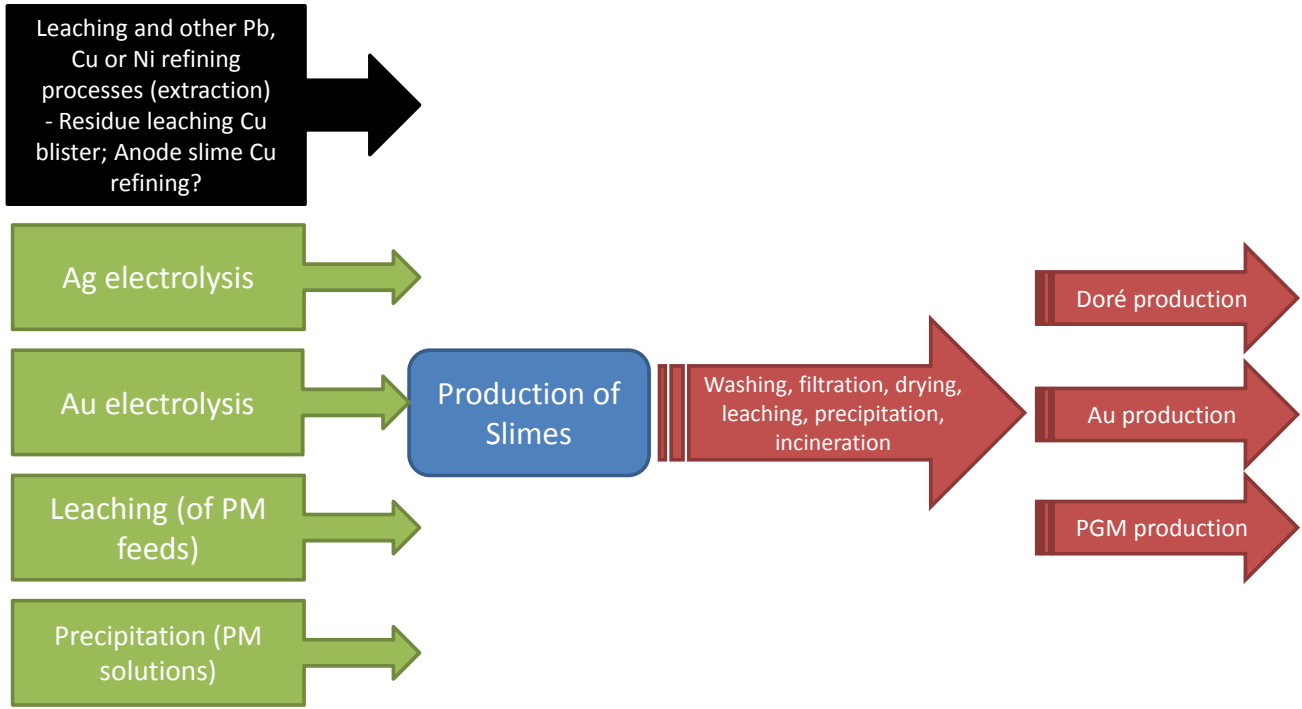 Leaching and other Pb,
Cu or Ni refining
processes (extraction)
- Residue leaching Cu
blister; Anode slime Cu
refining?
Ag electrolysis
Au electrolysis
Leaching (of PM
feeds)
Precipitation (PM
solutions)
Production of
Slimes
Washing, filtration, drying,
leaching, precipitation,
incineration
Doré production
Au production
PGM production